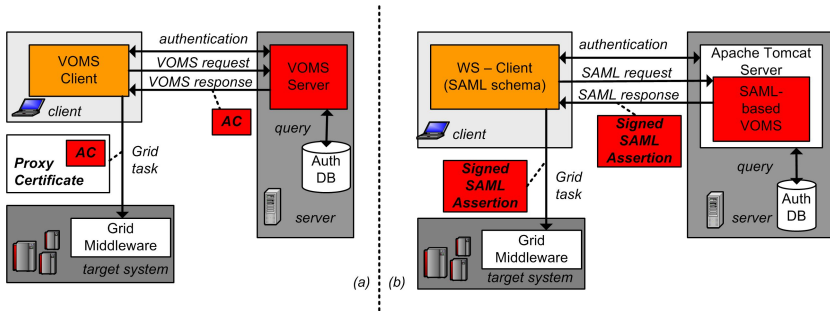 VOMS
Client
client
authentication
VOMS request
VOMS response
AC
VOMS
Server
query
Auth
DB
server
AC
Proxy
Certificate
Grid
task
Grid
Middleware
target system
(a)
(b)
WS – Client
(SAML schema)
client
authentication
SAML request
SAML response
Signed
SAML
Assertion
Apache Tomcat
Server
SAML-
based
VOMS
query
Auth
DB
server
Signed
SAML
Assertion
Grid
task
Grid
Middleware
target system